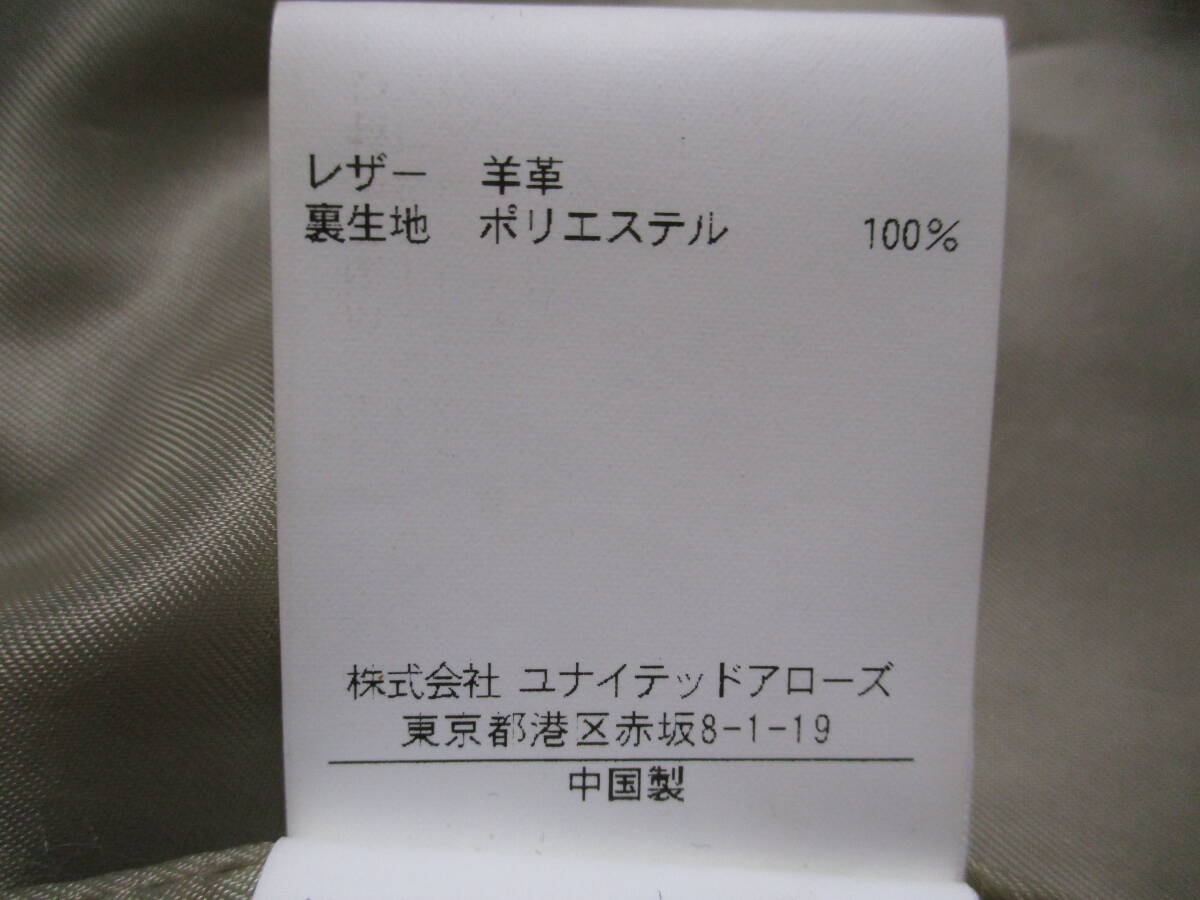 レザー 羊革
裏生地 ポリエステル 100%
株式会社 ユナイテッドアローズ
東京都港区赤坂8-1-19
中国製